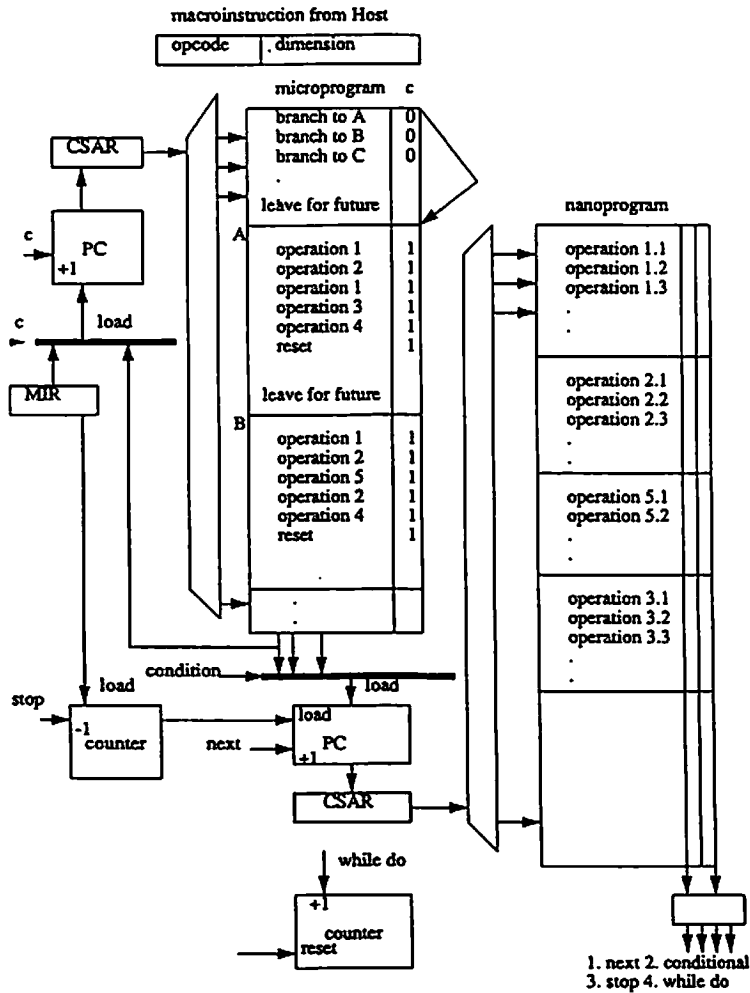 macroinstruction from Host
opcode . dimension
microprogram c
branch to A 0
branch to B 0
branch to C 0
.
leave for future
CSAR
c
PC
+1
c load
MIR
A
operation 1 1
operation 2 1
operation 1 1
operation 3 1
operation 4 1
reset 1
leave for future
B
operation 1 1
operation 2 1
operation 5 1
operation 2 1
operation 4 1
reset 1
.
.
.
nanoprogram
operation 1.1
operation 1.2
operation 1.3
.
.
operation 2.1
operation 2.2
operation 2.3
.
.
operation 5.1
operation 5.2
.
.
operation 3.1
operation 3.2
operation 3.3
.
.
condition
load
load
stop
-1
counter
load
next
+1 PC
CSAR
while do
+1
counter
reset
1. next 2. conditional
3. stop 4. while do